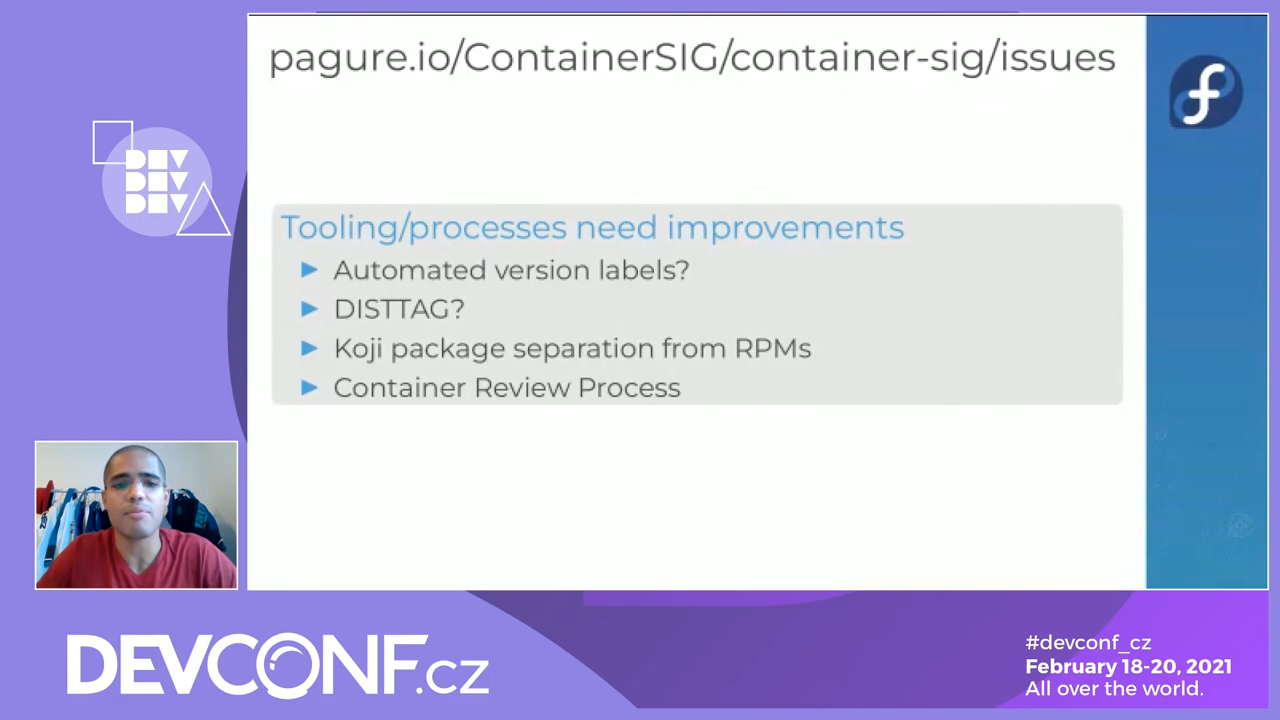 pagure.io/ContainerSIG/container-sig/issues
DEV
DEV
DEV
Tooling/processes need improvements
Automated version labels?
DISTTAG?
Koji package separation from RPMs
Container Review Process
DEVCONF.cz
#devconf_cz
February 18-20, 2021
All over the world.